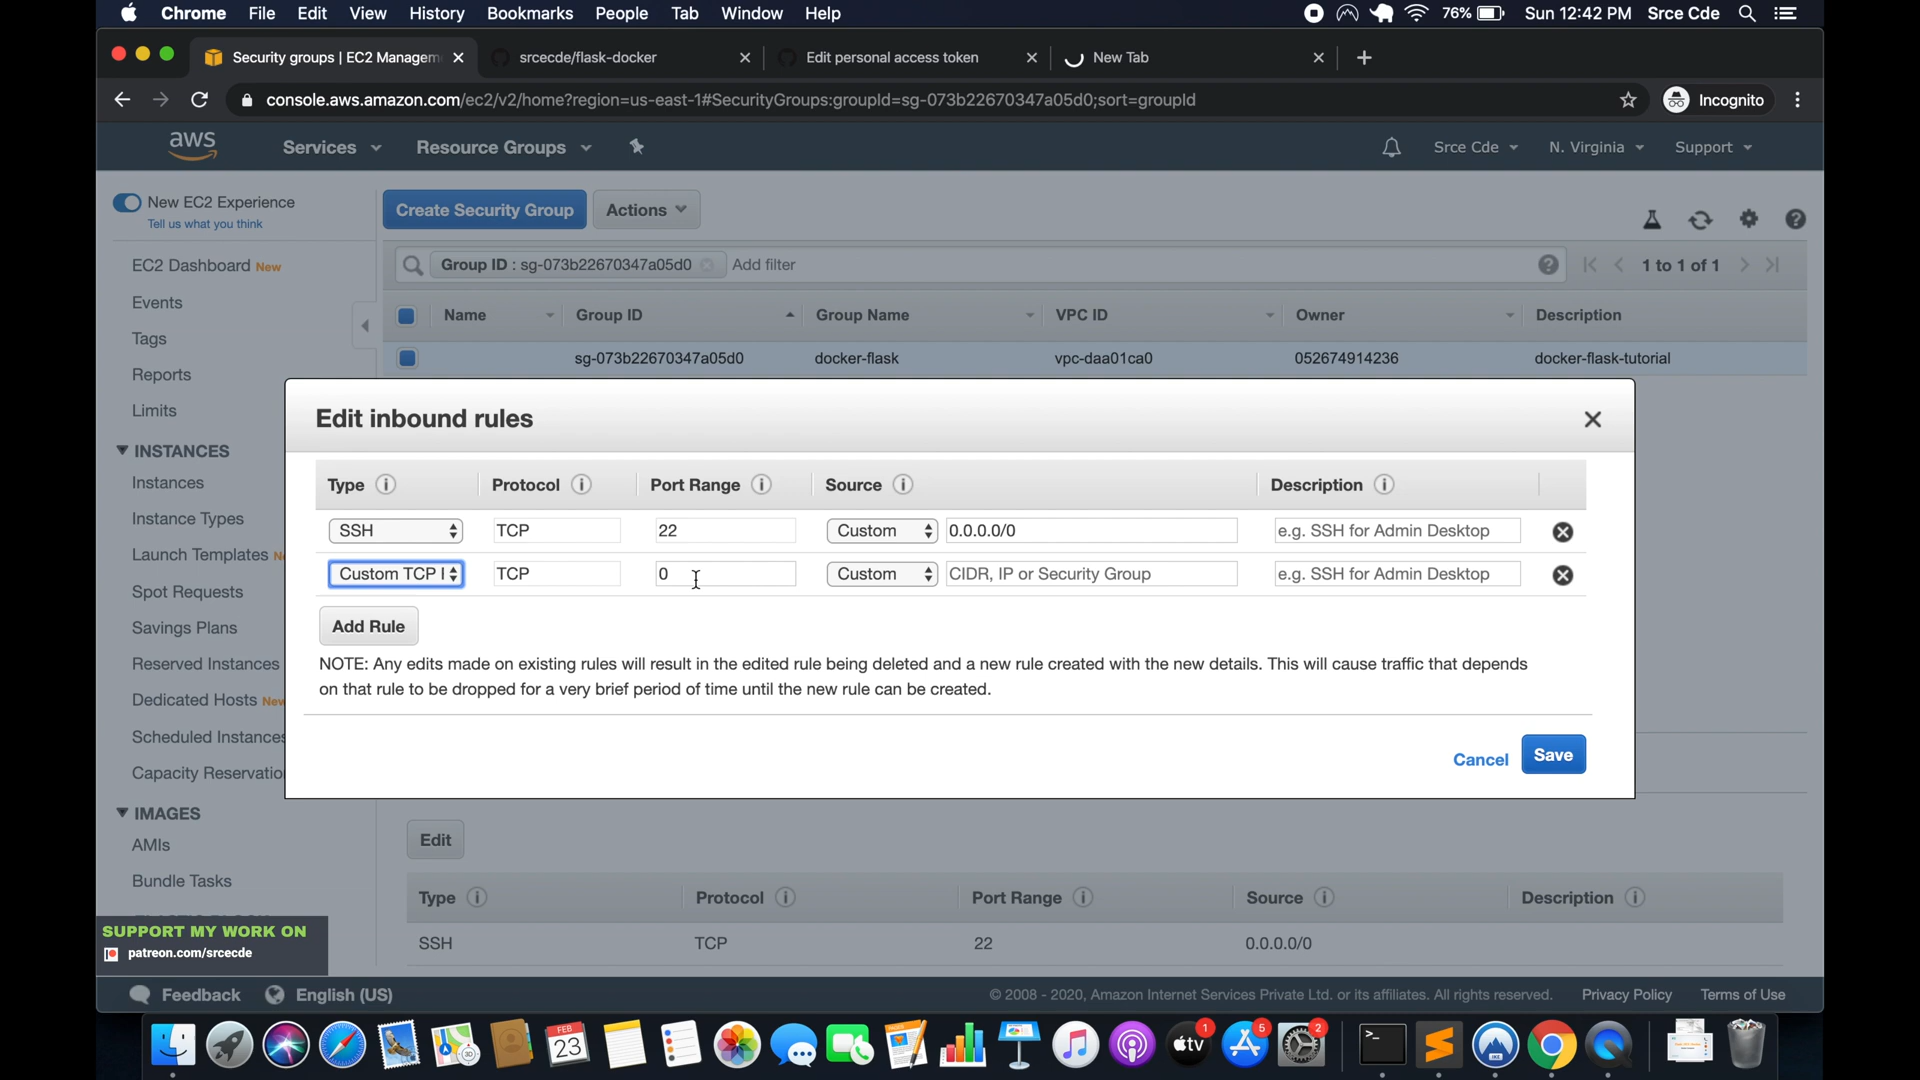 Chrome File Edit View History Bookmarks People Tab Window Help 76% Sun 12:42 PM Srce Cde
Security groups | EC2 Managem srcecde/flask-docker Edit personal access token New Tab
console.aws.amazon.com/ec2/v2/home?region=us-east-1#SecurityGroups:groupId=sg-073b22670347a05d0;sort=groupId Incognito
aws Services Resource Groups Srce Cde N. Virginia Support
New EC2 Experience
Tell us what you think
Create Security Group Actions
EC2 Dashboard New
Events
Tags
Reports
Limits
INSTANCES
Instances
Instance Types
Launch Templates
Spot Requests
Savings Plans
Reserved Instances
Dedicated Hosts New
Scheduled Instances
Capacity Reservatio
IMAGES
AMIs
Bundle Tasks
Group ID : sg-073b22670347a05d0 Add filter 1 to 1 of 1
Name Group ID Group Name VPC ID Owner Description
sg-073b22670347a05d0 docker-flask vpc-daa01ca0 052674914236 docker-flask-tutorial
Edit inbound rules
Type Protocol Port Range Source Description
SSH TCP 22 Custom 0.0.0.0/0 e.g. SSH for Admin Desktop
Custom TCP TCP 0 Custom CIDR, IP or Security Group e.g. SSH for Admin Desktop
Add Rule
NOTE: Any edits made on existing rules will result in the edited rule being deleted and a new rule created with the new details. This will cause traffic that depends
on that rule to be dropped for a very brief period of time until the new rule can be created.
Cancel Save
Edit
Type Protocol Port Range Source Description
SSH TCP 22 0.0.0.0/0
SUPPORT MY WORK ON
patreon.com/srcecde
Feedback English (US) © 2008 - 2020, Amazon Internet Services Private Ltd. or its affiliates. All rights reserved. Privacy Policy Terms of Use
FEB
23
tv
1
5
2